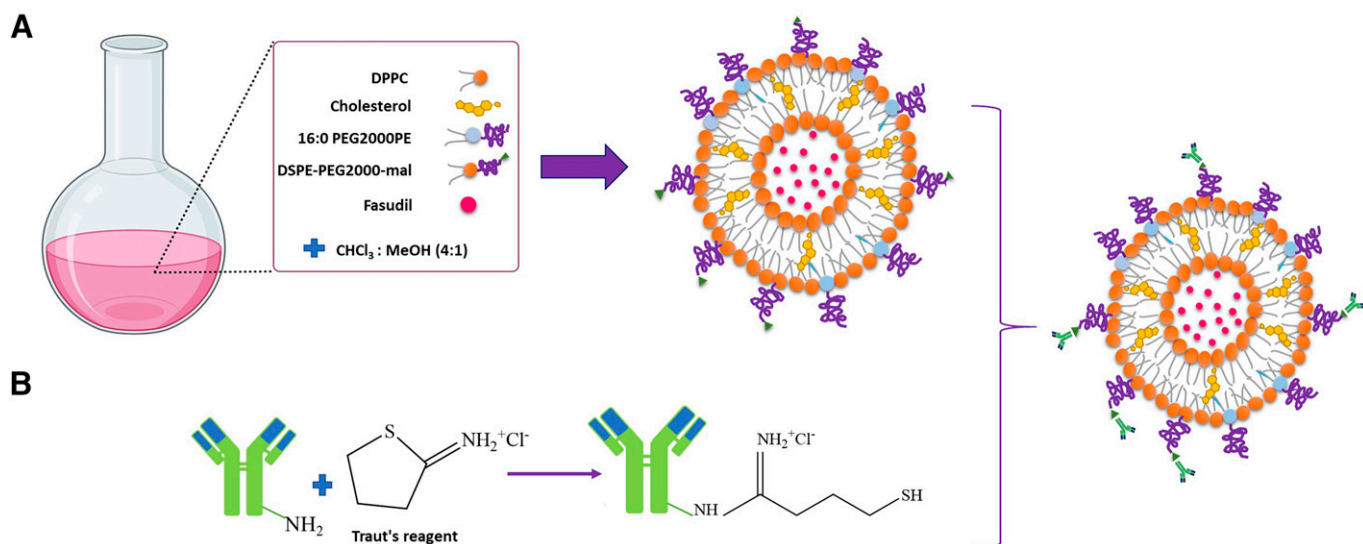 A
DPPC
Cholesterol
16:0 PEG2000PE
DSPE-PEG2000-mal
Fasudil
CHCl₃ : MeOH (4:1)
B
NH₂
S
NH₂⁺Cl⁻
Traut's reagent
NH₂⁺Cl⁻
NH
SH